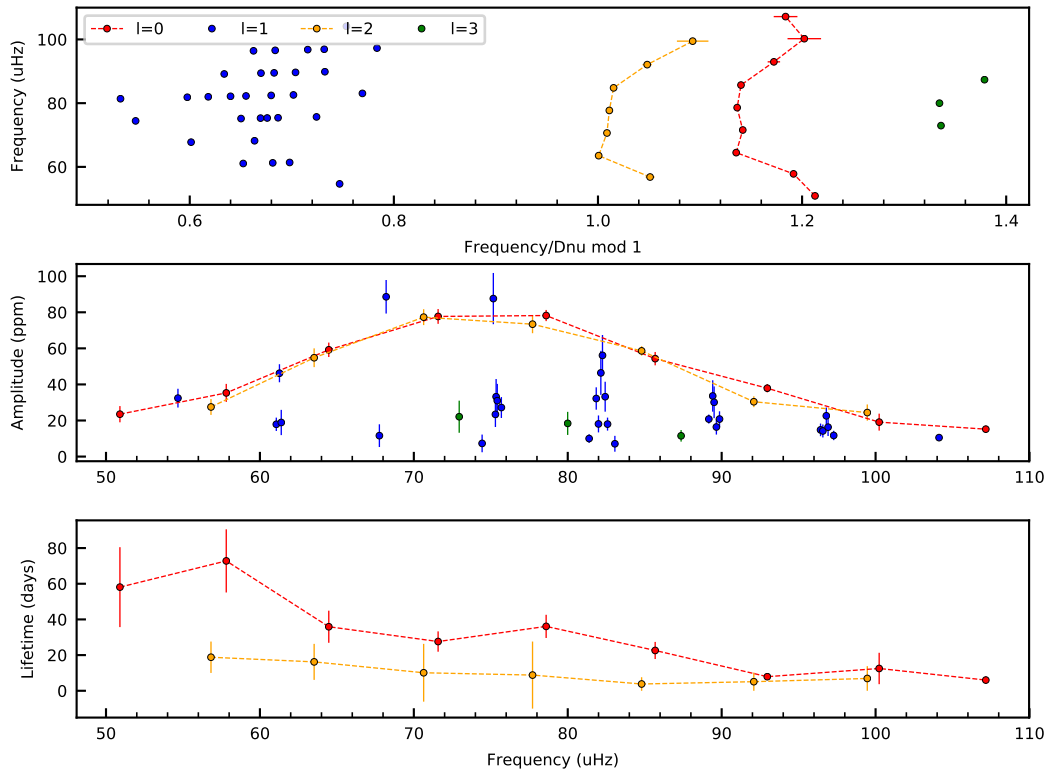 l=0 l=1 l=2 l=3
100
80
60
Frequency (uHz)
0.6 0.8 1.0 1.2 1.4
Frequency/Dnu mod 1
100
80
60
40
20
0
Amplitude (ppm)
50 60 70 80 90 100 110
80
60
40
20
0
Lifetime (days)
50 60 70 80 90 100 110
Frequency (uHz)